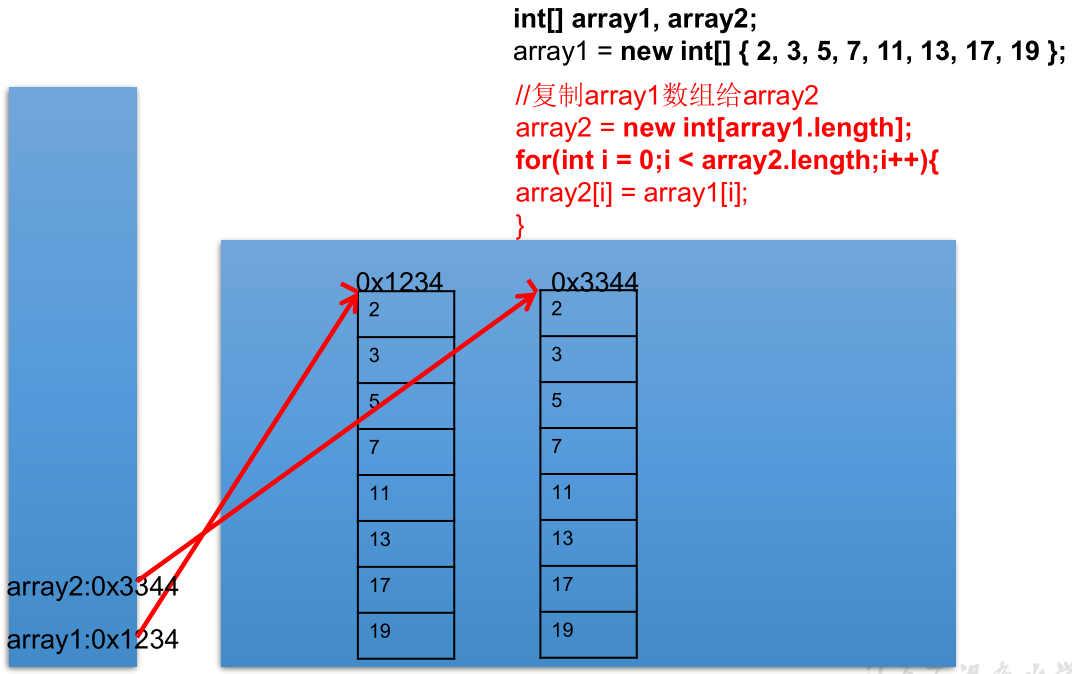 int[] array1, array2;
array1 = new int[] { 2, 3, 5, 7, 11, 13, 17, 19 };
//复制array1数组给array2
array2 = new int[array1.length];
for(int i = 0;i < array2.length;i++){
array2[i] = array1[i];
}
0x1234 0x3344
2 2
3 3
5 5
7 7
11 11
13 13
17 17
19 19
array2:0x3344
array1:0x1234